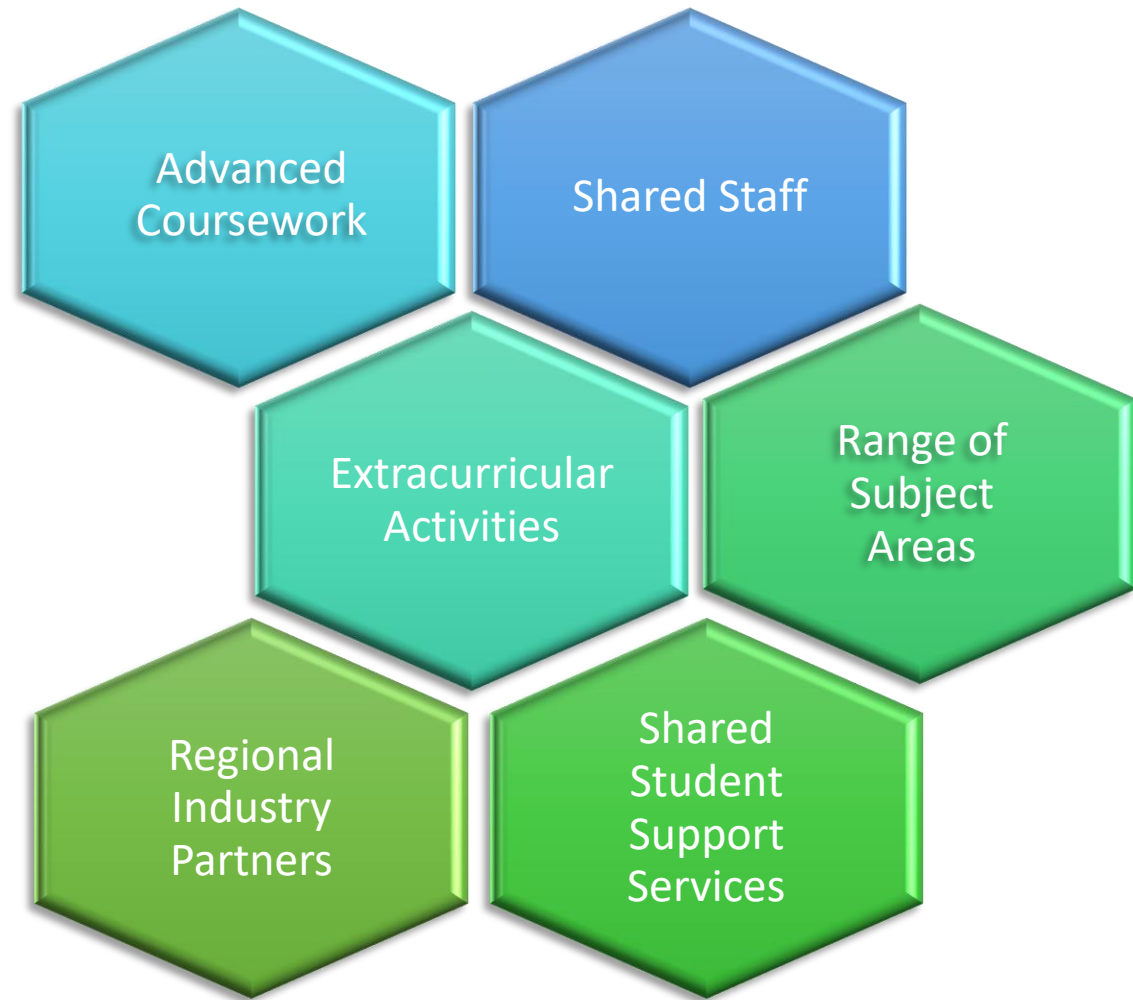 Advanced
Coursework
Shared Staff
Extracurricular
Activities
Range of
Subject
Areas
Regional
Industry
Partners
Shared
Student
Support
Services